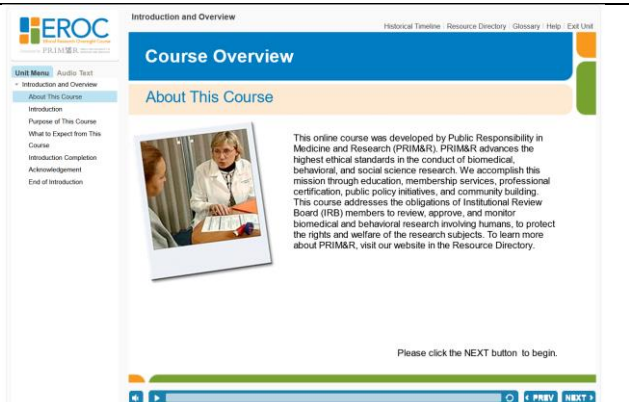 EROC
PRIM&R
Introduction and Overview
Historical Timeline | Resource Directory | Glossary | Help | Exit Unit
Unit Menu Audio Text
Introduction and Overview
About This Course
Introduction
Purpose of This Course
What to Expect from This
Course
Introduction Completion
Acknowledgement
End of Introduction
Course Overview
About This Course
This online course was developed by Public Responsibility in
Medicine and Research (PRIM&R). PRIM&R advances the
highest ethical standards in the conduct of biomedical,
behavioral, and social science research. We accomplish this
mission through education, membership services, professional
certification, public policy initiatives, and community building.
This course addresses the obligations of Institutional Review
Board (IRB) members to review, approve, and monitor
biomedical and behavioral research involving humans, to protect
the rights and welfare of the research subjects. To learn more
about PRIM&R, visit our website in the Resource Directory.
Please click the NEXT button to begin.
PREV NEXT